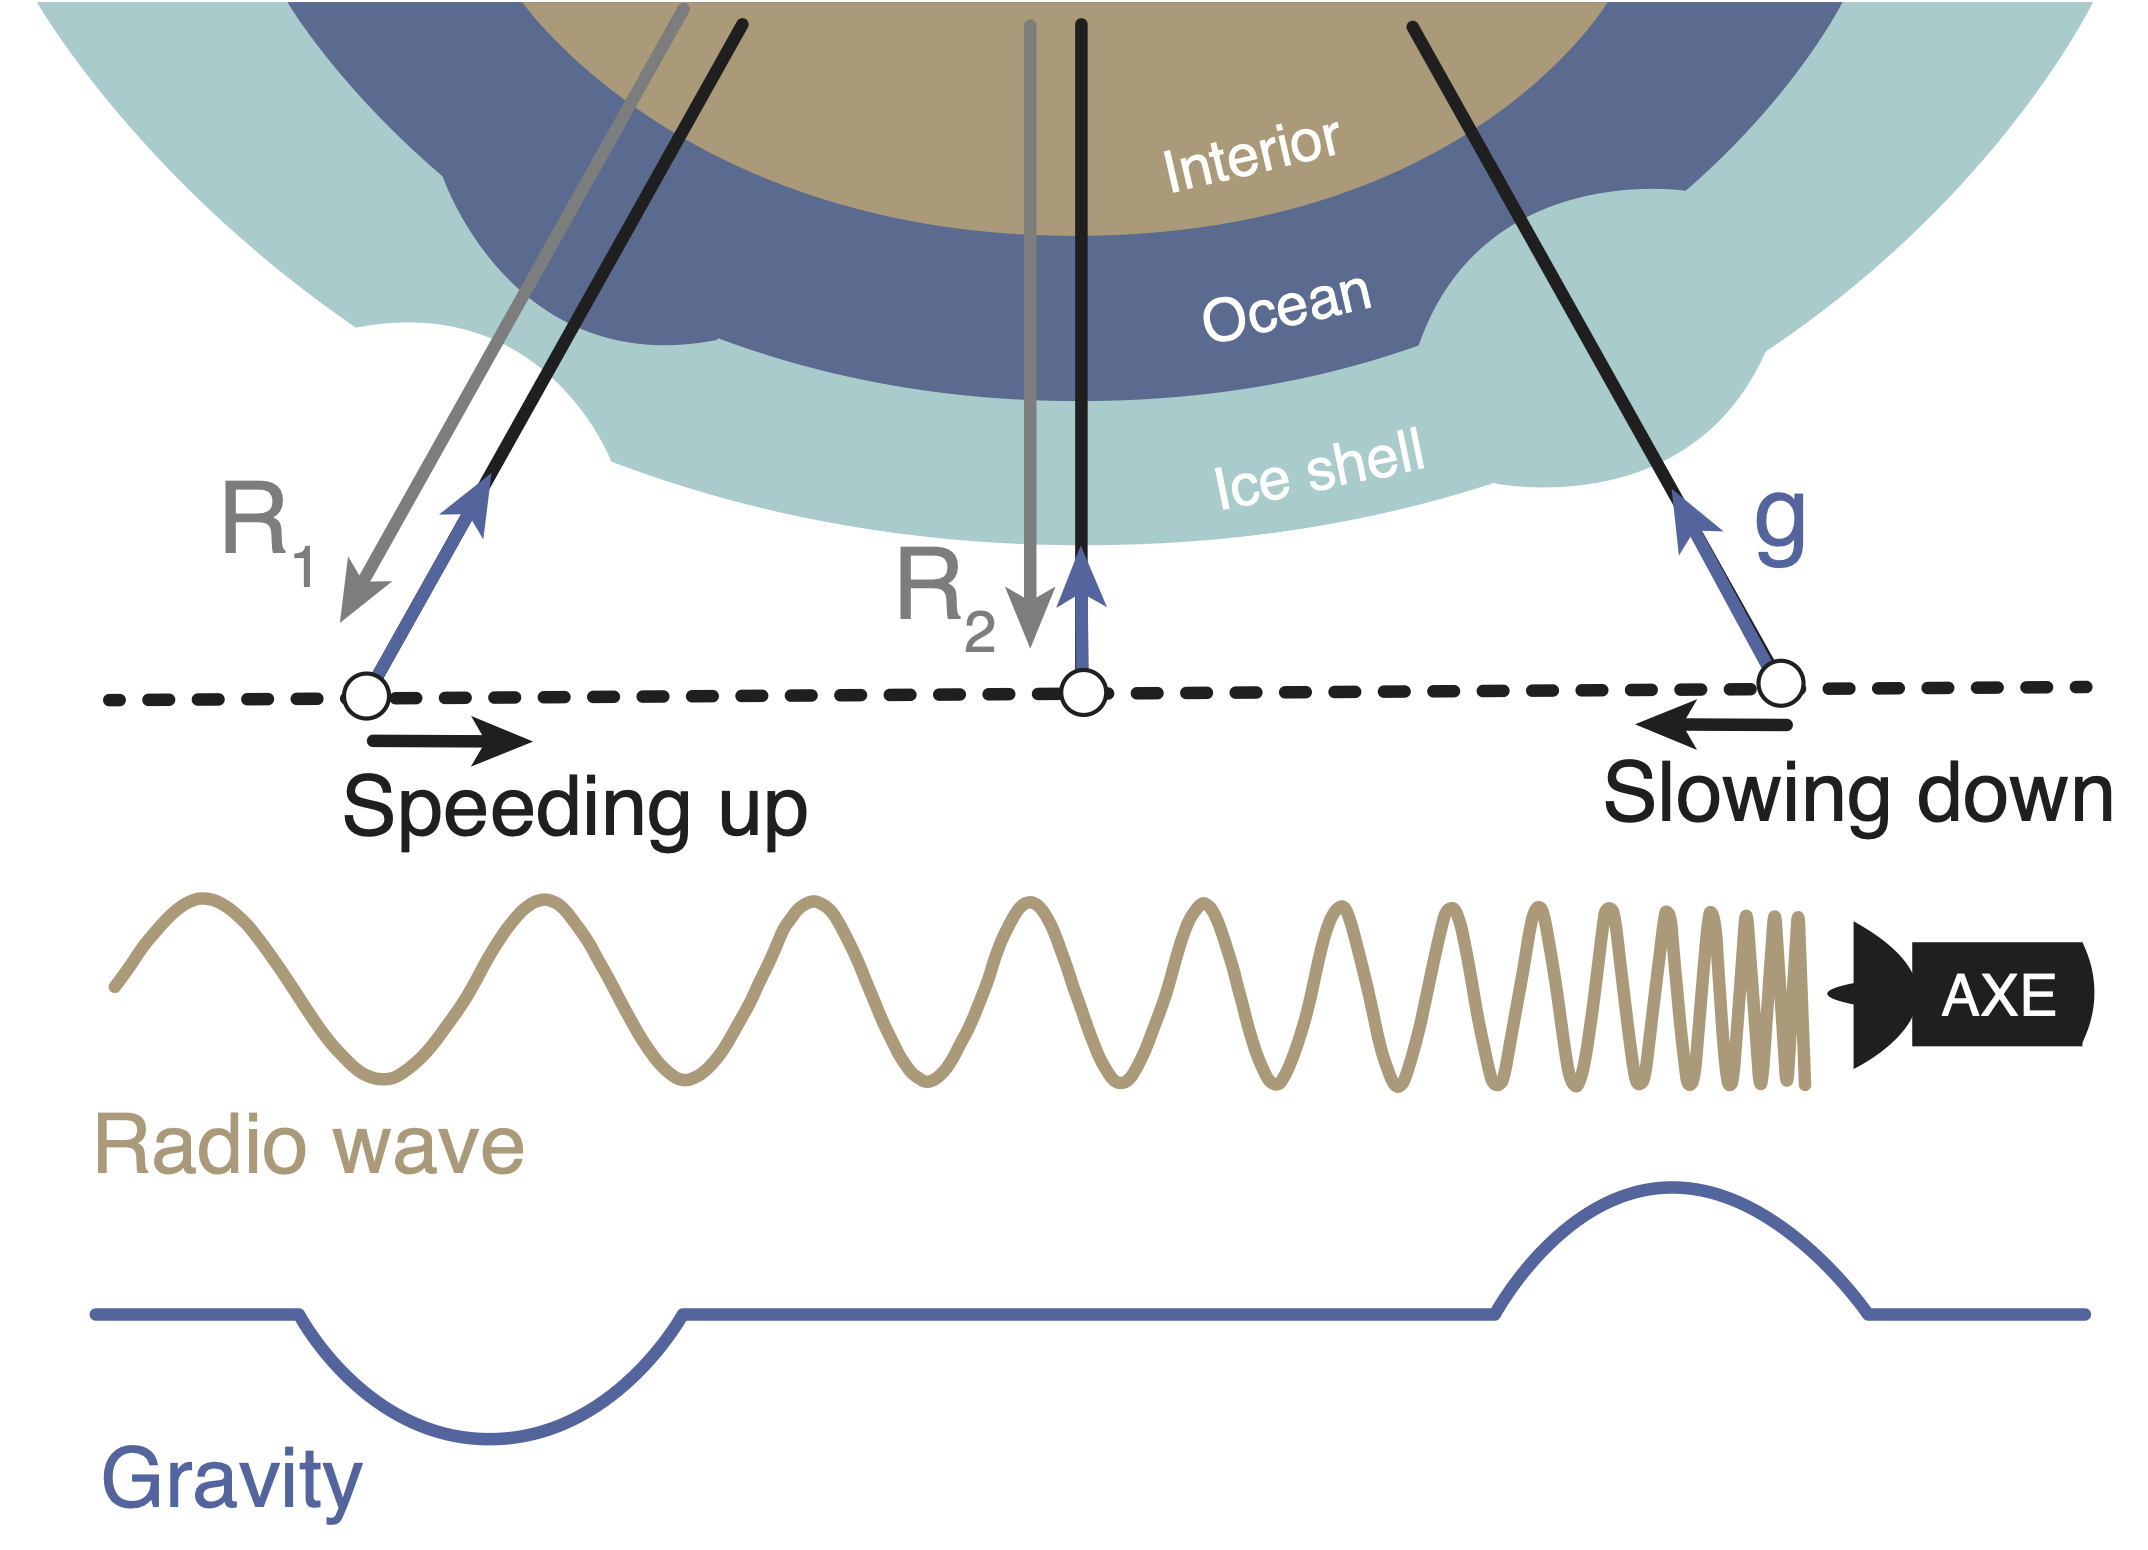 Interior
Ocean
Ice shell
R1
R2
g
Speeding up
Slowing down
AXE
Radio wave
Gravity